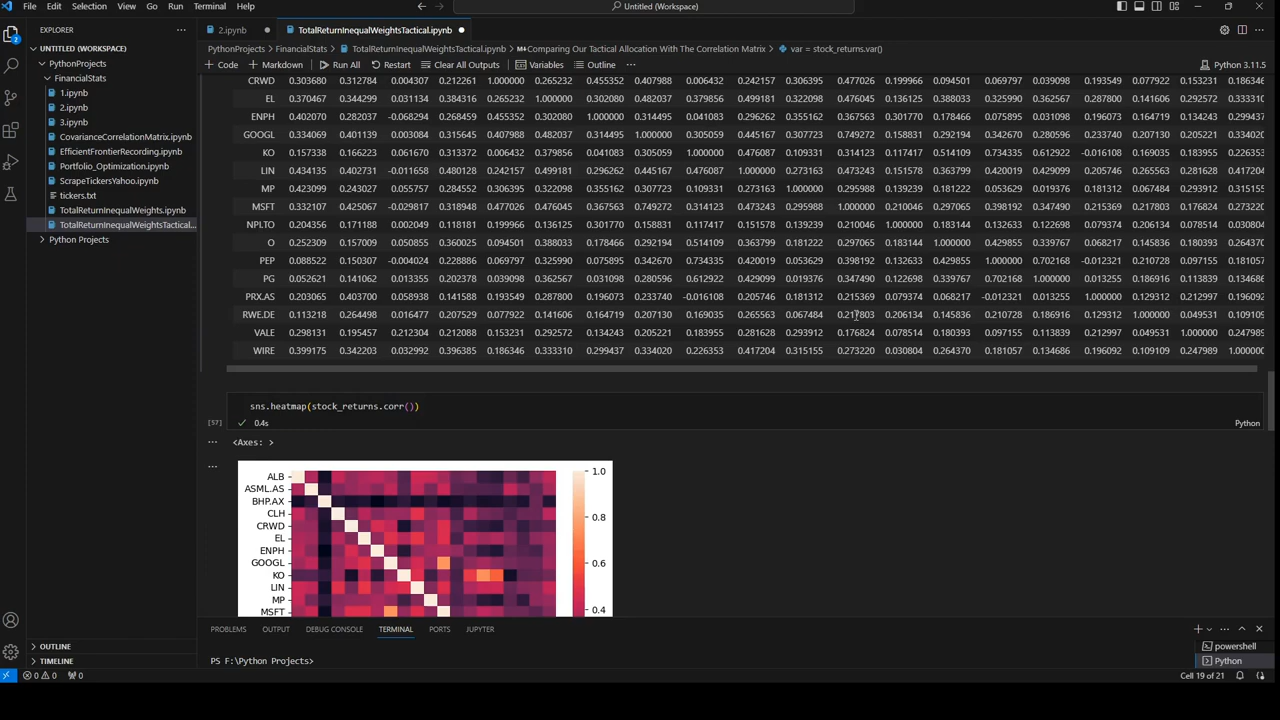 File Edit Selection View Go Run Terminal Help
Untitled (Workspace)
EXPLORER
UNTITLED (WORKSPACE)
PythonProjects
FinancialStats
1.ipynb
2.ipynb
3.ipynb
CovarianceCorrelationMatrix.ipynb
EfficientFrontierRecording.ipynb
Portfolio_Optimization.ipynb
ScrapeTickersYahoo.ipynb
tickers.txt
TotalReturnInequalWeights.ipynb
TotalReturnInequalWeightsTactical...
Python Projects
OUTLINE
TIMELINE
2.ipynb TotalReturnInequalWeightsTactical.ipynb
PythonProjects > FinancialStats > TotalReturnInequalWeightsTactical.ipynb > Comparing Our Tactical Allocation With The Correlation Matrix > var = stock_returns.var()
+ Code + Markdown Run All Restart Clear All Outputs Variables Outline ... Python 3.11.5
CRWD 0.303680 0.312784 0.004307 0.212261 1.000000 0.265232 0.455352 0.407988 0.006432 0.242157 0.306395 0.477026 0.199966 0.094501 0.069797 0.039098 0.193549 0.077922 0.153231 0.186346
EL 0.370467 0.344299 0.031134 0.384316 0.265232 1.000000 0.302080 0.482037 0.379856 0.499181 0.322098 0.476045 0.136125 0.388033 0.325990 0.362567 0.287800 0.141606 0.292572 0.333310
ENPH 0.402070 0.282037 -0.068294 0.268459 0.455352 0.302080 1.000000 0.314495 0.041083 0.296262 0.355162 0.367563 0.301770 0.178466 0.075895 0.031098 0.196073 0.164719 0.134243 0.299437
GOOGL 0.334069 0.401139 0.003084 0.315645 0.407988 0.482037 0.314495 1.000000 0.305059 0.445167 0.307723 0.749272 0.158831 0.292194 0.342670 0.280596 0.233740 0.207130 0.205221 0.334020
KO 0.157338 0.166223 0.061670 0.313372 0.006432 0.379856 0.041083 0.305059 1.000000 0.476087 0.109331 0.314123 0.117417 0.514109 0.734335 0.612922 -0.016108 0.169035 0.183955 0.226353
LIN 0.434135 0.402731 -0.011658 0.480128 0.242157 0.499181 0.296262 0.445167 0.476087 1.000000 0.273163 0.473243 0.151578 0.363799 0.420019 0.429099 0.205746 0.265563 0.281628 0.417204
MP 0.423099 0.243027 0.055757 0.284552 0.306395 0.322098 0.355162 0.307723 0.109331 0.273163 1.000000 0.295988 0.139239 0.181222 0.053629 0.019376 0.181312 0.067484 0.293912 0.315155
MSFT 0.332107 0.425067 -0.029817 0.318948 0.477026 0.476045 0.367563 0.749272 0.314123 0.473243 0.295988 1.000000 0.210046 0.297065 0.398192 0.347490 0.215369 0.217803 0.176824 0.273220
NPI.TO 0.204356 0.171188 0.002071 0.118181 0.199966 0.136125 0.301770 0.158831 0.117417 0.151578 0.139239 0.210046 1.000000 0.183144 0.132633 0.122698 0.079374 0.206134 0.078514 0.030804
O 0.252309 0.157009 0.050855 0.360025 0.094501 0.388033 0.178466 0.292194 0.514109 0.363799 0.181222 0.297065 0.183144 1.000000 0.429855 0.339767 0.068217 0.145836 0.180393 0.264370
PEP 0.088522 0.150307 -0.004024 0.228886 0.069797 0.325990 0.075895 0.342670 0.734335 0.420019 0.053629 0.398192 0.132633 0.429855 1.000000 0.702168 -0.012321 0.210728 0.097155 0.181057
PG 0.052621 0.141062 0.013355 0.202378 0.039098 0.362567 0.031098 0.280596 0.612922 0.429099 0.019376 0.347490 0.122698 0.339767 0.702168 1.000000 0.013255 0.186916 0.113839 0.134686
PRX.AS 0.203065 0.403700 0.058938 0.141588 0.193549 0.287800 0.196073 0.233740 -0.016108 0.205746 0.181312 0.215369 0.079374 0.068217 -0.012321 0.013255 1.000000 0.129312 0.212997 0.196092
RWE.DE 0.113218 0.264498 0.016477 0.207529 0.077922 0.141606 0.164719 0.207130 0.169035 0.265563 0.067484 0.217803 0.206134 0.145836 0.210728 0.186916 0.129312 1.000000 0.049531 0.109109
VALE 0.298131 0.195457 0.212304 0.212088 0.153231 0.292572 0.134243 0.205221 0.183955 0.281628 0.293912 0.176824 0.078514 0.180393 0.097155 0.113839 0.212997 0.049531 1.000000 0.247989
WIRE 0.399175 0.342203 0.032992 0.396385 0.186346 0.333310 0.299437 0.334020 0.226353 0.417204 0.315155 0.273220 0.030804 0.264370 0.181057 0.134686 0.196092 0.109109 0.247989 1.000000
sns.heatmap(stock_returns.corr())
[57] 0.4s Python
... <Axes: >
...
ALB
ASML.AS
BHP.AX
CLH
CRWD
EL
ENPH
GOOGL
KO
LIN
MP
MSFT
1.0
0.8
0.6
0.4
PROBLEMS OUTPUT DEBUG CONSOLE TERMINAL PORTS JUPYTER
powershell
Python
PS F:\Python Projects>
0 0 0 Cell 19 of 21